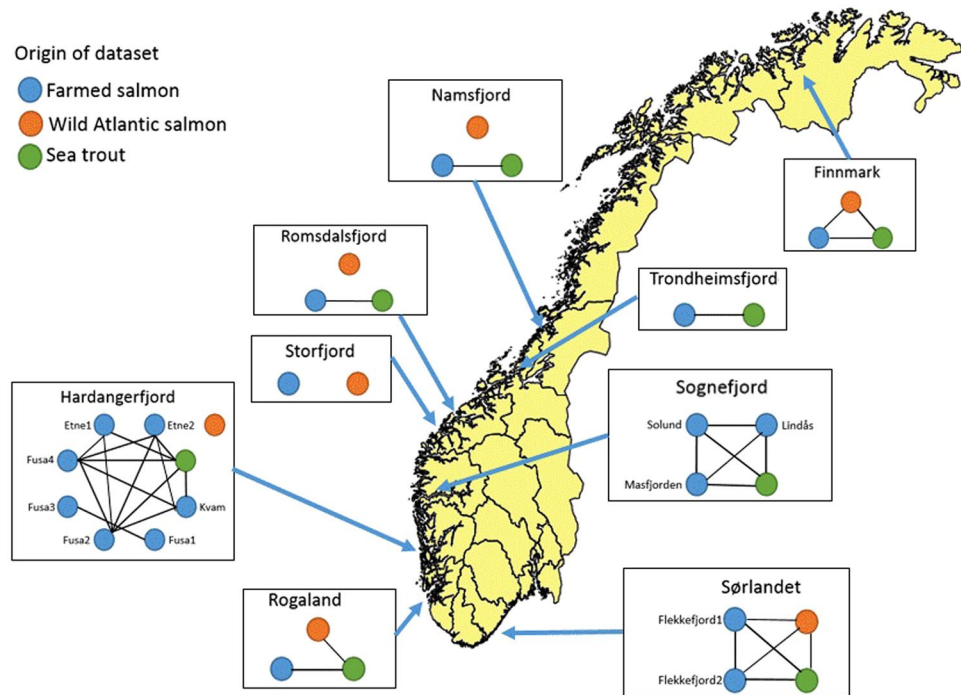 Origin of dataset
Farmed salmon
Wild Atlantic salmon
Sea trout
Namsfjord
Finnmark
Romsdalsfjord
Trondheimsfjord
Storfjord
Hardangerfjord
Etne1
Etne2
Fusa4
Fusa3
Kvam
Fusa2
Fusa1
Sognefjord
Solund
Lindås
Masfjorden
Rogaland
Sørlandet
Flekkefjord1
Flekkefjord2